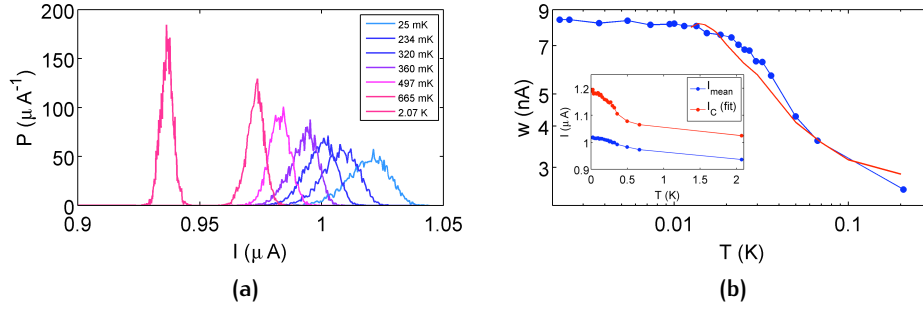 200
150
100
50
0
0.9
0.95
1
1.05
P (μ A⁻¹)
I (μ A)
25 mK
234 mK
320 mK
360 mK
497 mK
665 mK
2.07 K
(a)
9
7
5
4
3
w (nA)
0.01
0.1
T (K)
1.2
1.1
1
0.9
0
0.5
1
1.5
2
I (μ A)
T (K)
I_mean
I_C (fit)
(b)